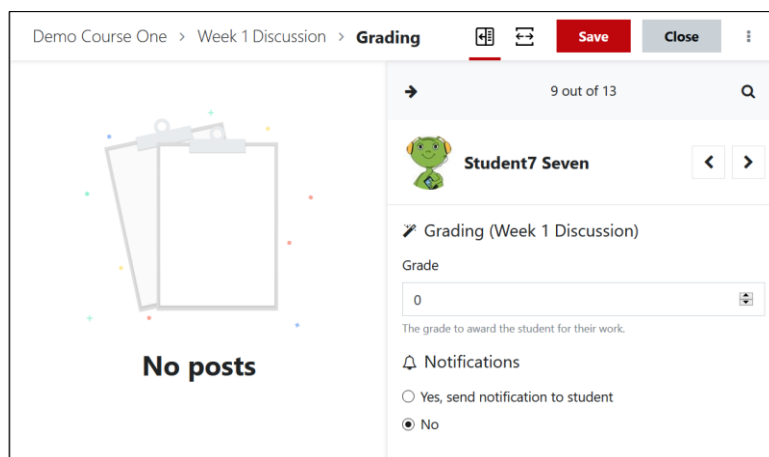 Demo Course One > Week 1 Discussion > Grading
Save
Close
9 out of 13
Student7 Seven
Grading (Week 1 Discussion)
Grade
0
The grade to award the student for their work.
Notifications
Yes, send notification to student
No
No posts